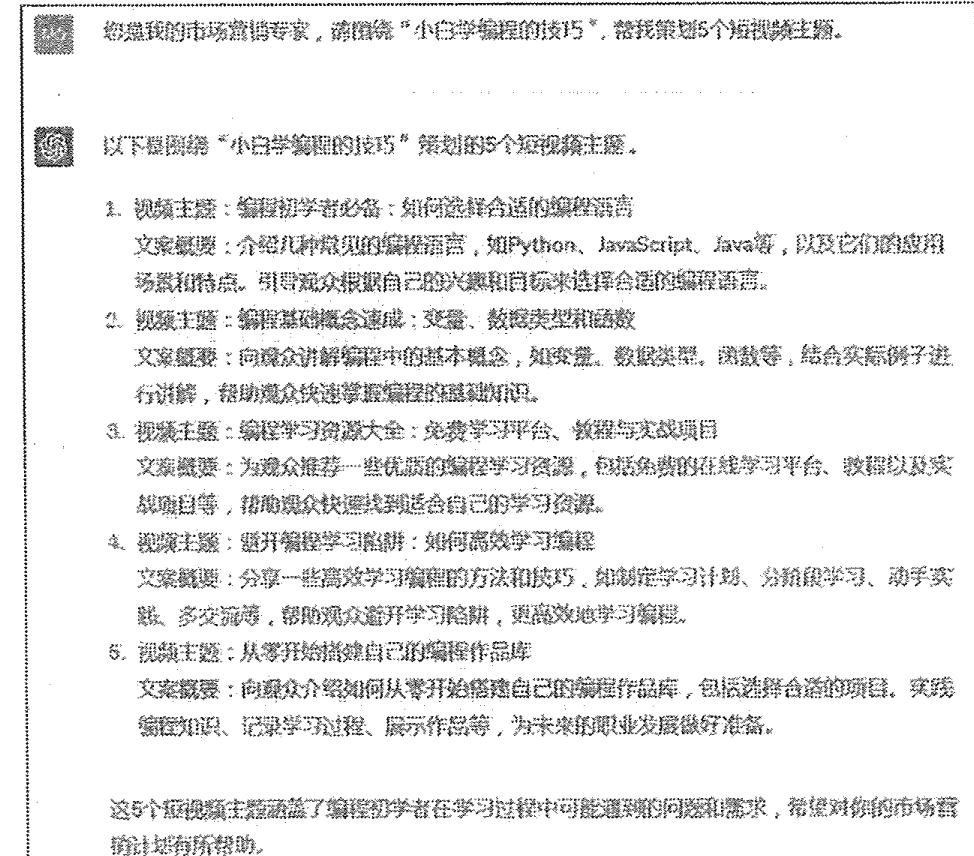 您是我的市场营销专家，请围绕“小白学编程的技巧”，帮我策划5个短视频主题。
以下是围绕“小白学编程的技巧”策划的5个短视频主题。
1. 视频主题：编程初学者必备：如何选择合适的编程语言
文案概要：介绍几种常见的编程语言，如Python、JavaScript、Java等，以及它们的应用
场景和特点。引导观众根据自己的兴趣和目标来选择合适的编程语言。
2. 视频主题：编程基础概念速成：变量、数据类型和函数
文案概要：向观众讲解编程中的基本概念，如变量、数据类型、函数等，结合实际例子进
行讲解，帮助观众快速掌握编程的基础知识。
3. 视频主题：编程学习资源大全：免费学习平台、教程与实战项目
文案概要：为观众推荐一些优质的编程学习资源，包括免费的在线学习平台、教程以及实
战项目等，帮助观众快速找到适合自己的学习资源。
4. 视频主题：避开编程学习陷阱：如何高效学习编程
文案概要：分享一些高效学习编程的方法和技巧，如制定学习计划、分阶段学习、动手实
践、多交流等，帮助观众避开学习陷阱，更高效地学习编程。
5. 视频主题：从零开始搭建自己的编程作品库
文案概要：向观众介绍如何从零开始搭建自己的编程作品库，包括选择合适的项目、实践
编程知识、记录学习过程、展示作品等，为未来的职业发展做好准备。
这5个短视频主题涵盖了编程初学者在学习过程中可能遇到的问题和需求，希望对你的市场营
销计划有所帮助。